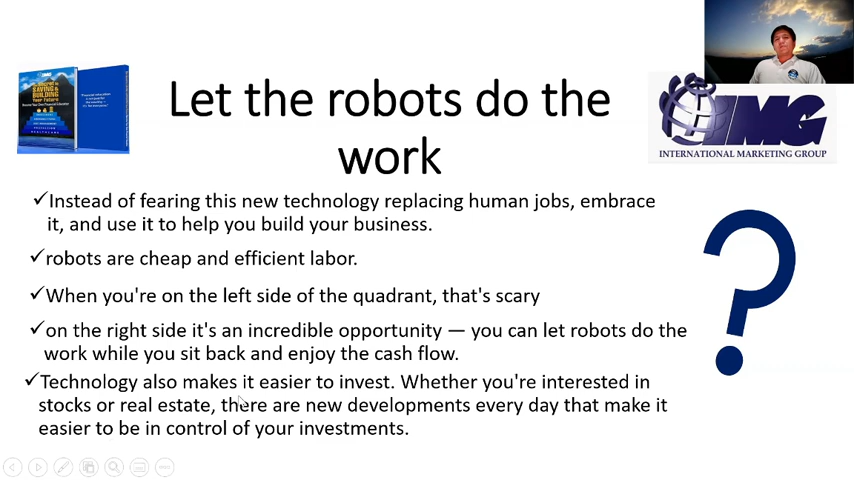 Let the robots do the
work
SAVING &
BUILDING
Your Future
IMG
INTERNATIONAL MARKETING GROUP
✓Instead of fearing this new technology replacing human jobs, embrace
it, and use it to help you build your business.
✓robots are cheap and efficient labor.
✓When you're on the left side of the quadrant, that's scary
✓on the right side it's an incredible opportunity — you can let robots do the
work while you sit back and enjoy the cash flow.
✓Technology also makes it easier to invest. Whether you're interested in
stocks or real estate, there are new developments every day that make it
easier to be in control of your investments.
?